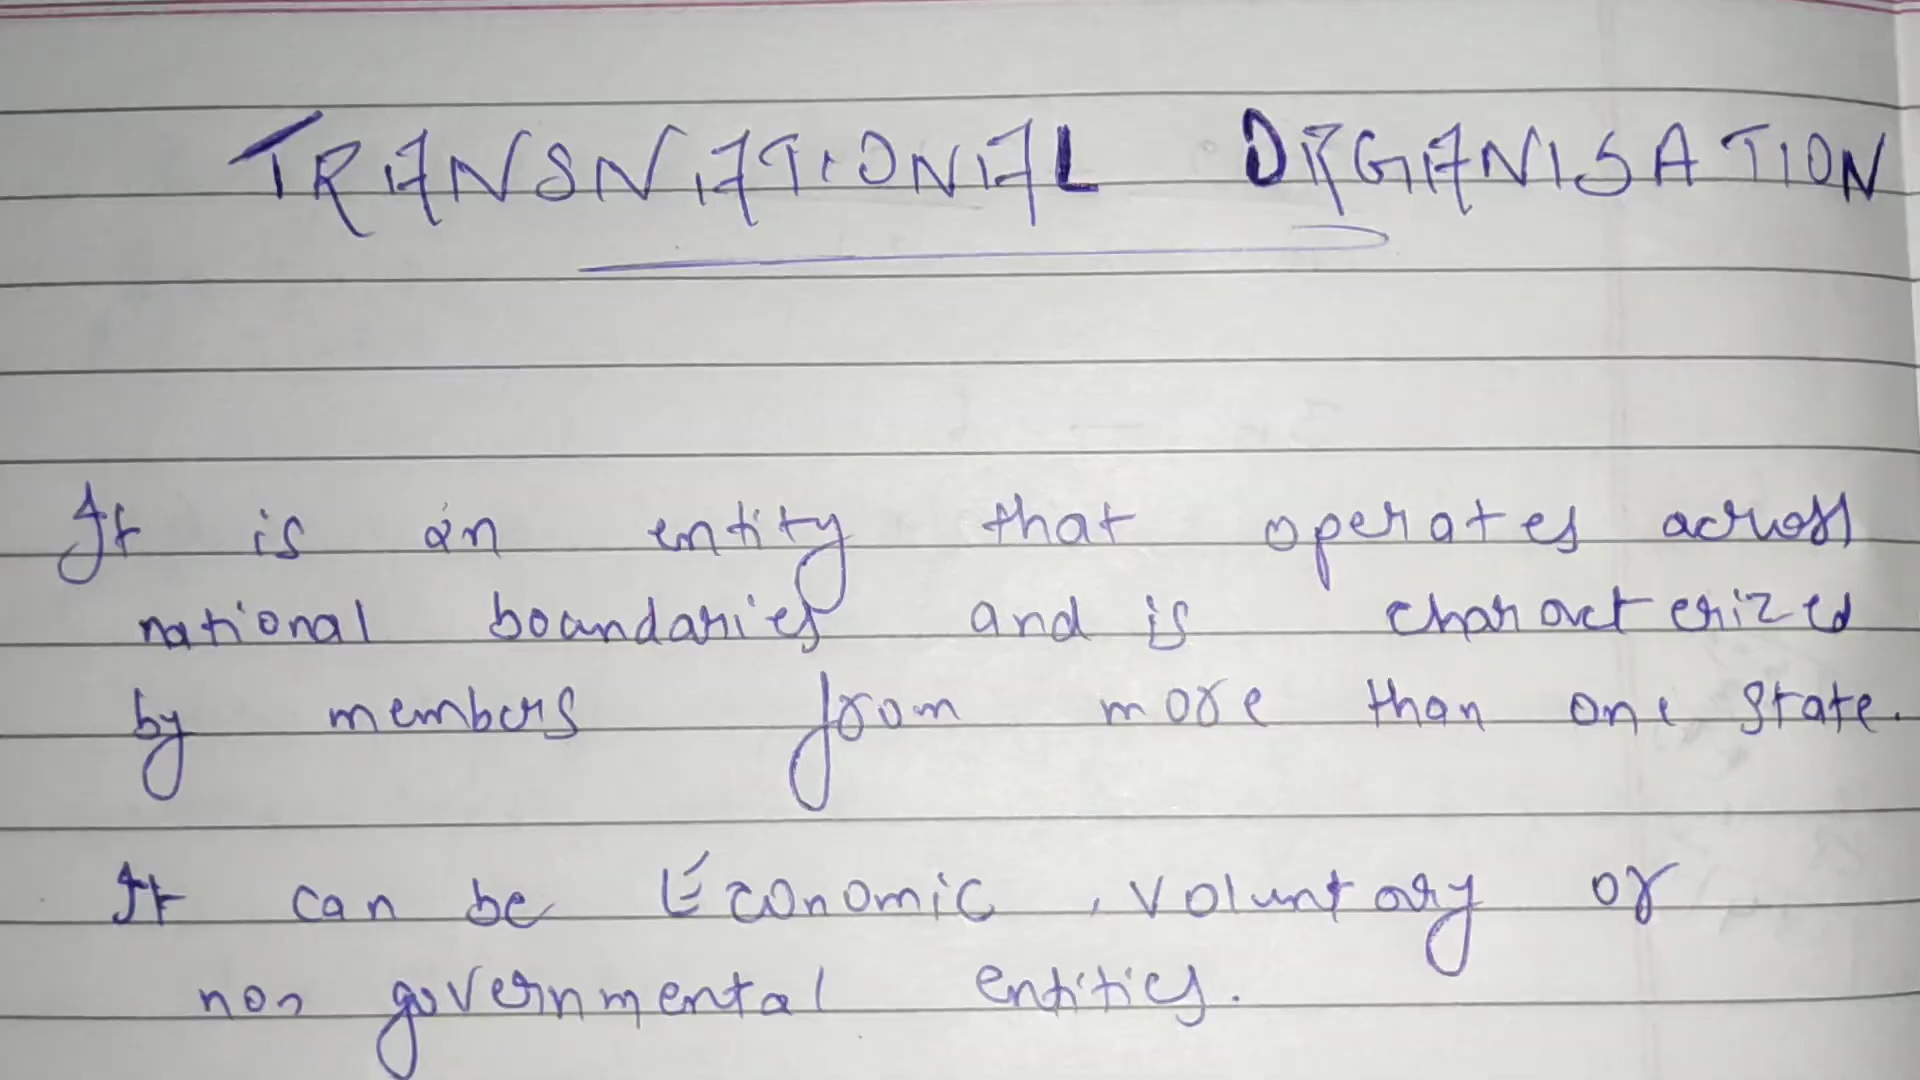 TRANSNATIONAL ORGANISATION
It is an entity that operates across
national boundaries and is characterized
by members from more than one state.
It can be Economic, voluntary or
non governmental entities.